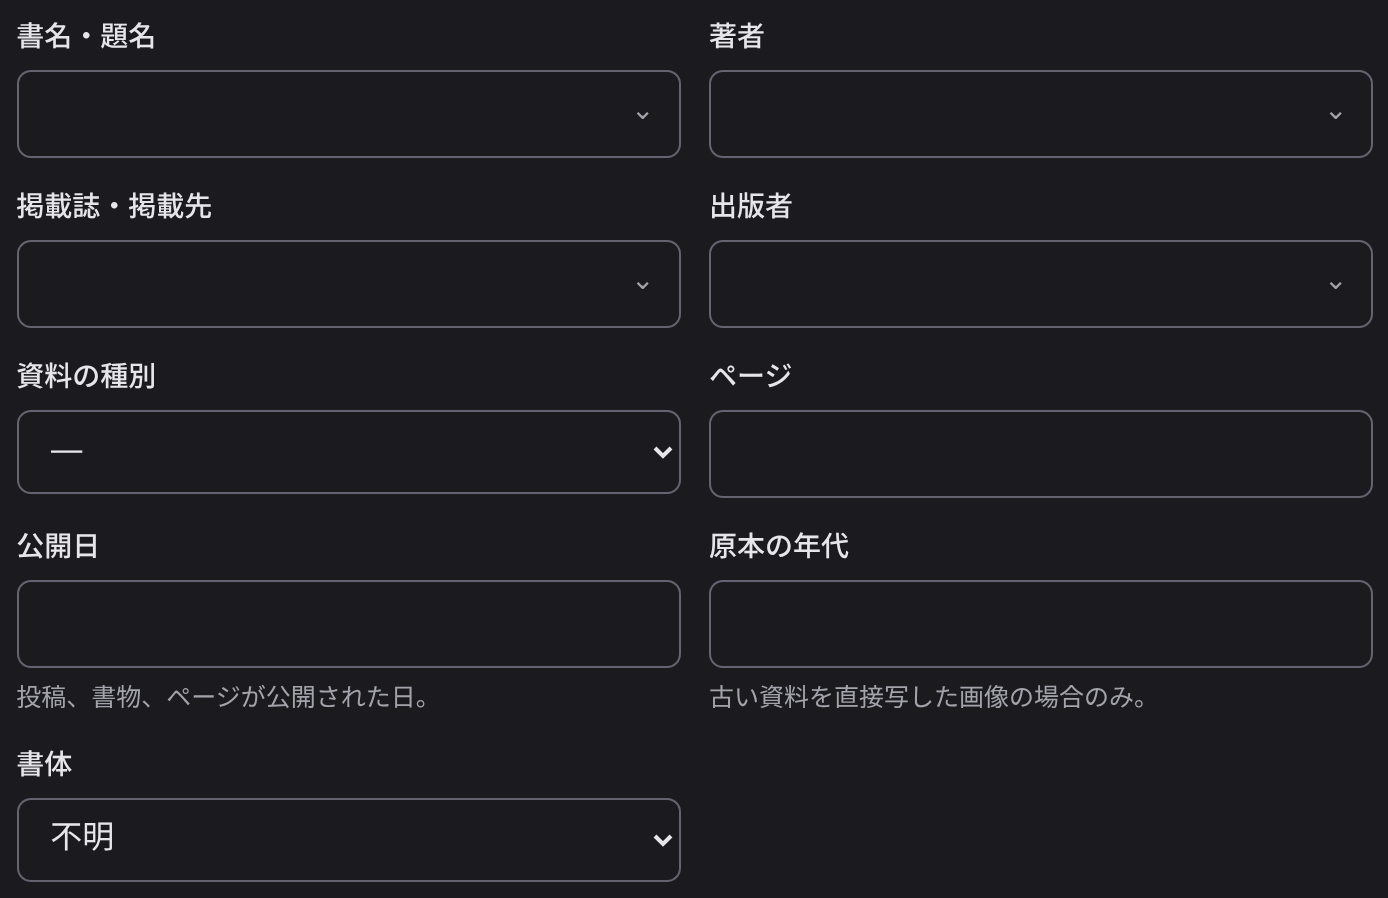 書名・題名
著者
掲載誌・掲載先
出版者
資料の種別
—
ページ
公開日
投稿、書物、ページが公開された日。
原本の年代
古い資料を直接写した画像の場合のみ。
書体
不明